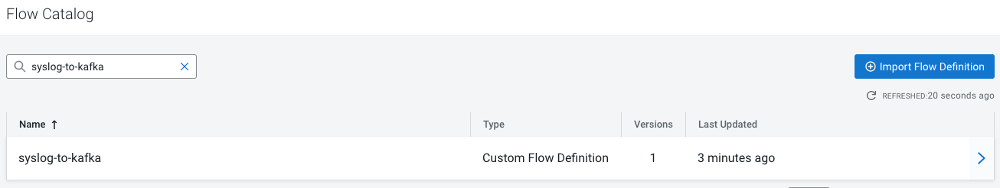 Flow Catalog
syslog-to-kafka
Import Flow Definition
REFRESHED:20 seconds ago
Name Type Versions Last Updated
syslog-to-kafka Custom Flow Definition 1 3 minutes ago